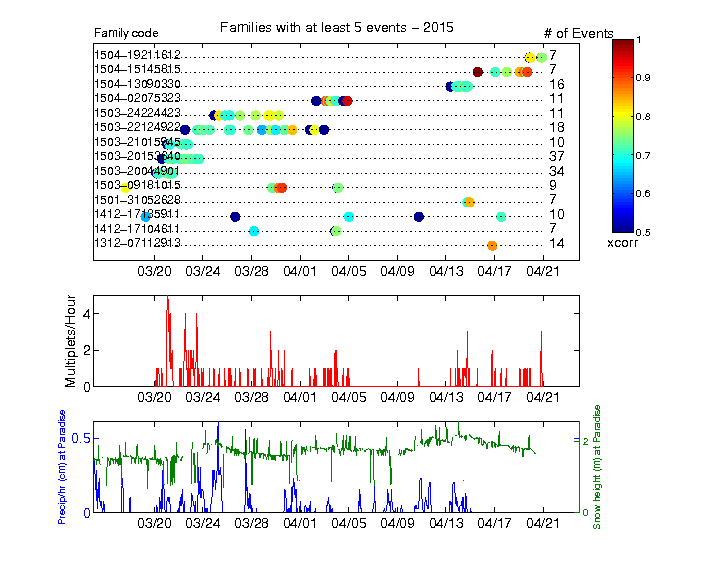 Families with at least 5 events – 2015
Family code
# of Events
1504–19211612 7
1504–15145815 7
1504–13090330 16
1504–02075323 11
1503–24224423 11
1503–22124922 18
1503–21015945 10
1503–20153840 37
1503–20044901 34
1503–09181015 9
1501–31052628 7
1412–17135911 10
1412–17104611 7
1312–07112913 14
03/20 03/24 03/28 04/01 04/05 04/09 04/13 04/17 04/21
1
0.9
0.8
0.7
0.6
0.5
xcorr
Multiplets/Hour
4
2
0
03/20 03/24 03/28 04/01 04/05 04/09 04/13 04/17 04/21
Precip/hr (cm) at Paradise
0.5
0
2
0
Snow height (m) at Paradise
03/20 03/24 03/28 04/01 04/05 04/09 04/13 04/17 04/21